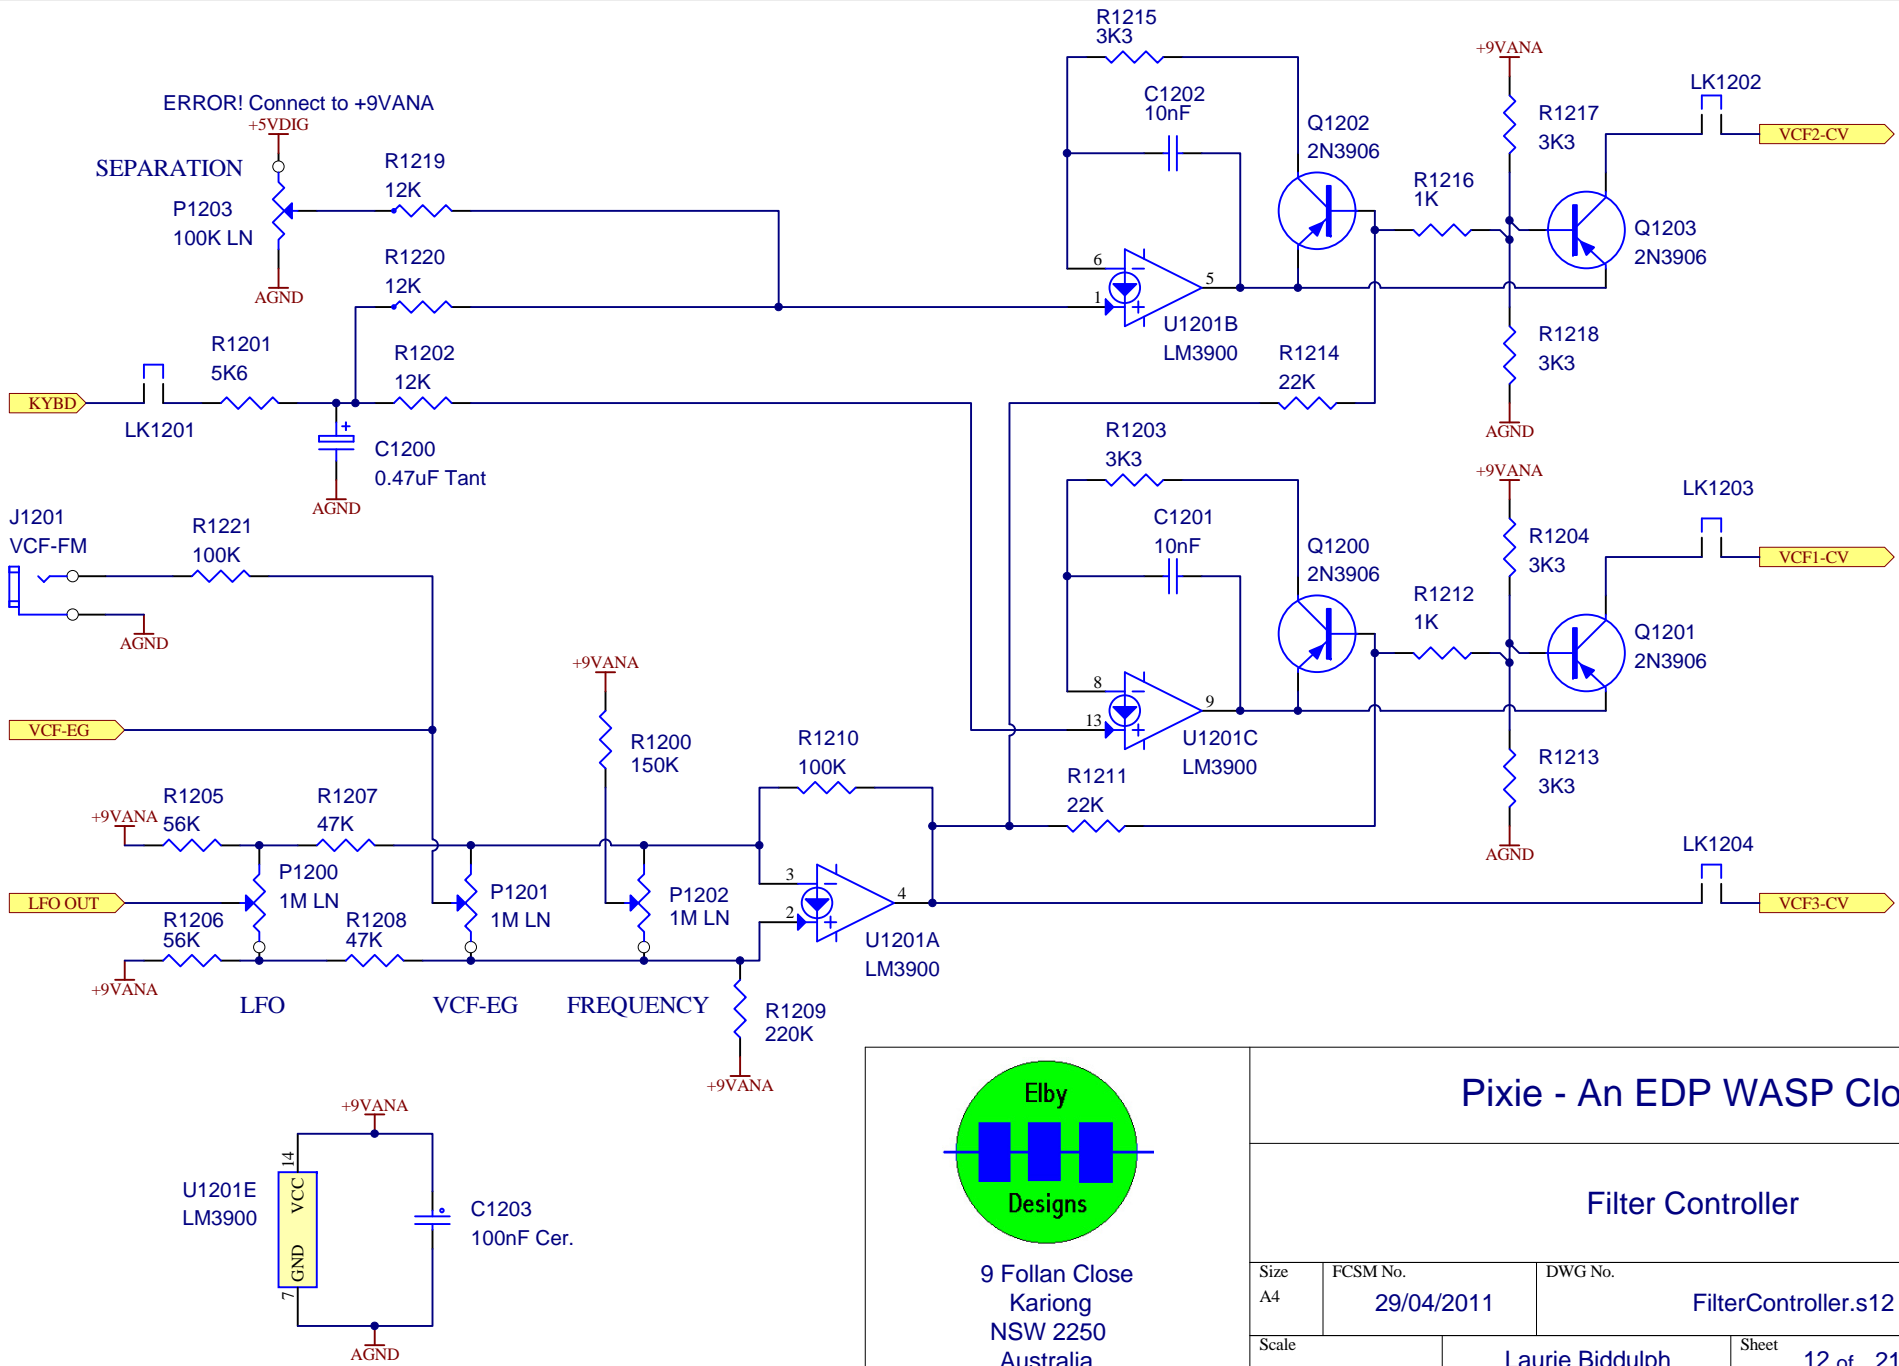 R1215
3K3
+9VANA
LK1202
ERROR! Connect to +9VANA
+5VDIG
C1202
10nF
Q1202
2N3906
R1217
3K3
VCF2-CV
SEPARATION
R1219
12K
R1216
1K
P1203
100K LN
Q1203
2N3906
R1220
12K
6
5
1
AGND
U1201B
LM3900
R1218
3K3
R1201
5K6
R1202
12K
R1214
22K
KYBD
LK1201
+
C1200
0.47uF Tant
AGND
R1203
3K3
AGND
+9VANA
LK1203
J1201
VCF-FM
R1221
100K
C1201
10nF
Q1200
2N3906
R1204
3K3
VCF1-CV
R1212
1K
AGND
Q1201
2N3906
+9VANA
8
9
13
VCF-EG
R1200
150K
R1210
100K
U1201C
LM3900
R1211
22K
R1213
3K3
R1205
56K
R1207
47K
+9VANA
AGND
LK1204
P1200
1M LN
P1201
1M LN
P1202
1M LN
3
4
2
LFO OUT
VCF3-CV
R1206
56K
R1208
47K
U1201A
LM3900
+9VANA
LFO
VCF-EG
FREQUENCY
R1209
220K
+9VANA
+9VANA
14
VCC
GND
7
U1201E
LM3900
C1203
100nF Cer.
AGND
Elby
Designs
9 Follan Close
Kariong
NSW 2250
Australia
Pixie - An EDP WASP Clo
Filter Controller
Size
A4
FCSM No.
29/04/2011
DWG No.
FilterController.s12
Scale
Laurie Biddulph
Sheet
12 of 21